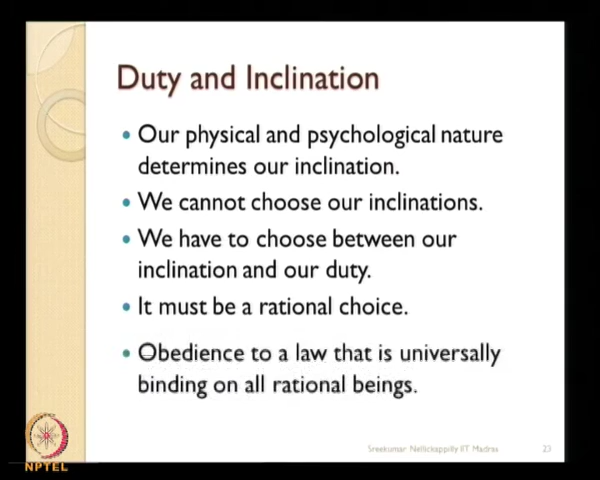 Duty and Inclination
• Our physical and psychological nature
determines our inclination.
• We cannot choose our inclinations.
• We have to choose between our
inclination and our duty.
• It must be a rational choice.
• Obedience to a law that is universally
binding on all rational beings.
Sreekumar Nellickappilly IIT Madras 23
NPTEL